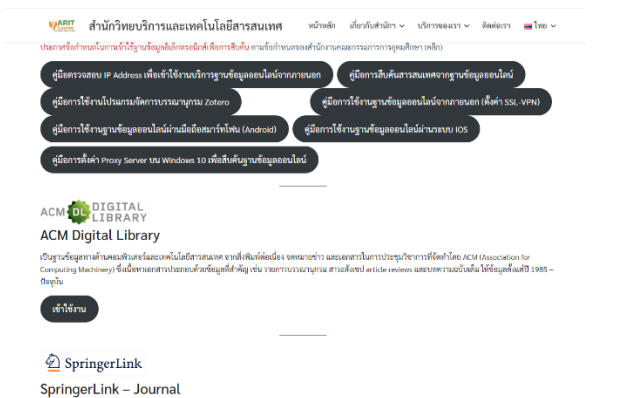 ARIT Center สำนักวิทยบริการและเทคโนโลยีสารสนเทศ หน้าหลัก เกี่ยวกับสำนักฯ บริการของเรา ติดต่อเรา ไทย
ประกาศข้อกำหนดในการเข้าใช้ฐานข้อมูลอิเล็กทรอนิกส์เพื่อการสืบค้น ตามข้อกำหนดของสำนักงานคณะกรรมการการอุดมศึกษา (คลิก)
คู่มือตรวจสอบ IP Address เพื่อเข้าใช้งานบริการฐานข้อมูลออนไลน์จากภายนอก คู่มือการสืบค้นสารสนเทศจากฐานข้อมูลออนไลน์
คู่มือการใช้งานโปรแกรมจัดการบรรณานุกรม Zotero คู่มือการใช้งานฐานข้อมูลออนไลน์จากภายนอก (ตั้งค่า SSL-VPN)
คู่มือการใช้งานฐานข้อมูลออนไลน์ผ่านมือถือสมาร์ทโฟน (Android) คู่มือการใช้งานฐานข้อมูลออนไลน์ผ่านระบบ IOS
คู่มือการตั้งค่า Proxy Server บน Windows 10 เพื่อสืบค้นฐานข้อมูลออนไลน์
ACM DL DIGITAL
LIBRARY
ACM Digital Library
เป็นฐานข้อมูลทางด้านคอมพิวเตอร์และเทคโนโลยีสารสนเทศ จากสิ่งพิมพ์ต่อเนื่อง จดหมายข่าว และเอกสารในการประชุมวิชาการที่จัดทำโดย ACM (Association for
Computing Machinery) ซึ่งเนื้อหาเอกสารประกอบด้วยข้อมูลที่สำคัญ เช่น รายการบรรณานุกรม สาระสังเขป article reviews และบทความฉบับเต็ม ให้ข้อมูลตั้งแต่ปี 1985 –
ปัจจุบัน
เข้าใช้งาน
SpringerLink
SpringerLink – Journal